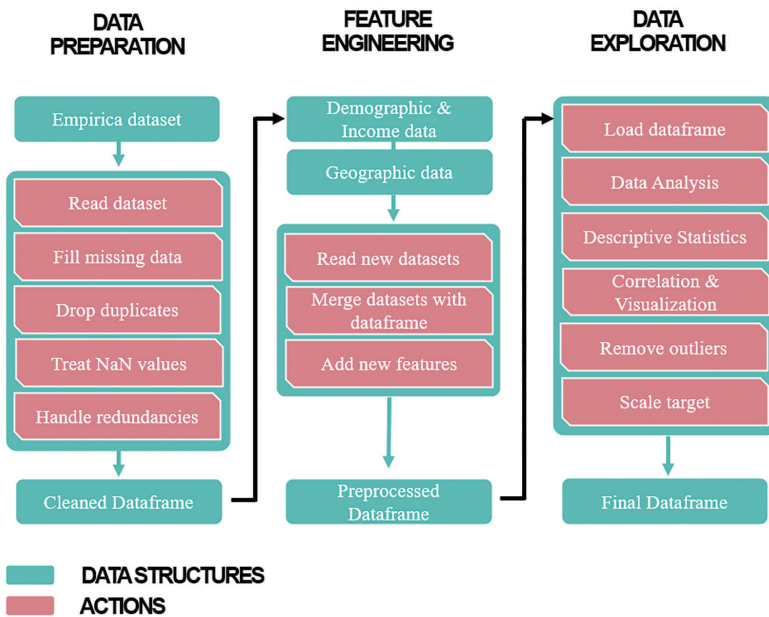 DATA
PREPARATION
Empirica dataset
Read dataset
Fill missing data
Drop duplicates
Treat NaN values
Handle redundancies
Cleaned Dataframe
FEATURE
ENGINEERING
Demographic &
Income data
Geographic data
Read new datasets
Merge datasets with
dataframe
Add new features
Preprocessed
Dataframe
DATA
EXPLORATION
Load dataframe
Data Analysis
Descriptive Statistics
Correlation &
Visualization
Remove outliers
Scale target
Final Dataframe
DATA STRUCTURES
ACTIONS